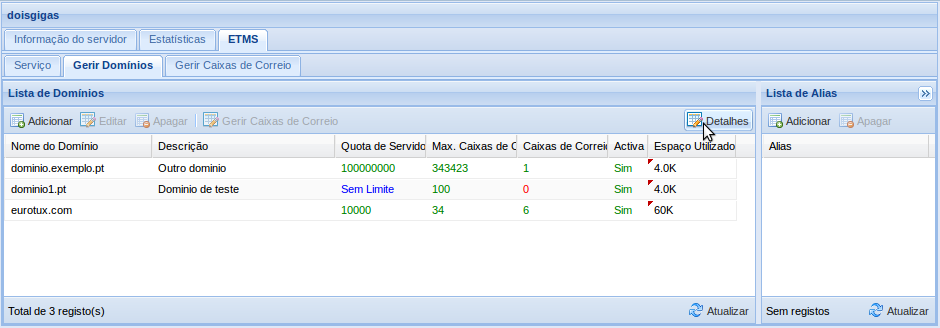 doisgigas
Informação do servidor Estatísticas ETMS
Serviço Gerir Domínios Gerir Caixas de Correio
Lista de Domínios
Adicionar Editar Apagar Gerir Caixas de Correio Detalhes
Nome do Domínio Descrição Quota de Servido Max. Caixas de C Caixas de Correio Activa Espaço Utilizado
dominio.exemplo.pt Outro dominio 100000000 343423 1 Sim 4.0K
dominio1.pt Dominio de teste Sem Limite 100 0 Sim 4.0K
eurotux.com 10000 34 6 Sim 60K
Total de 3 registo(s) Atualizar
Lista de Alias
Adicionar Apagar
Alias
Sem registos Atualizar